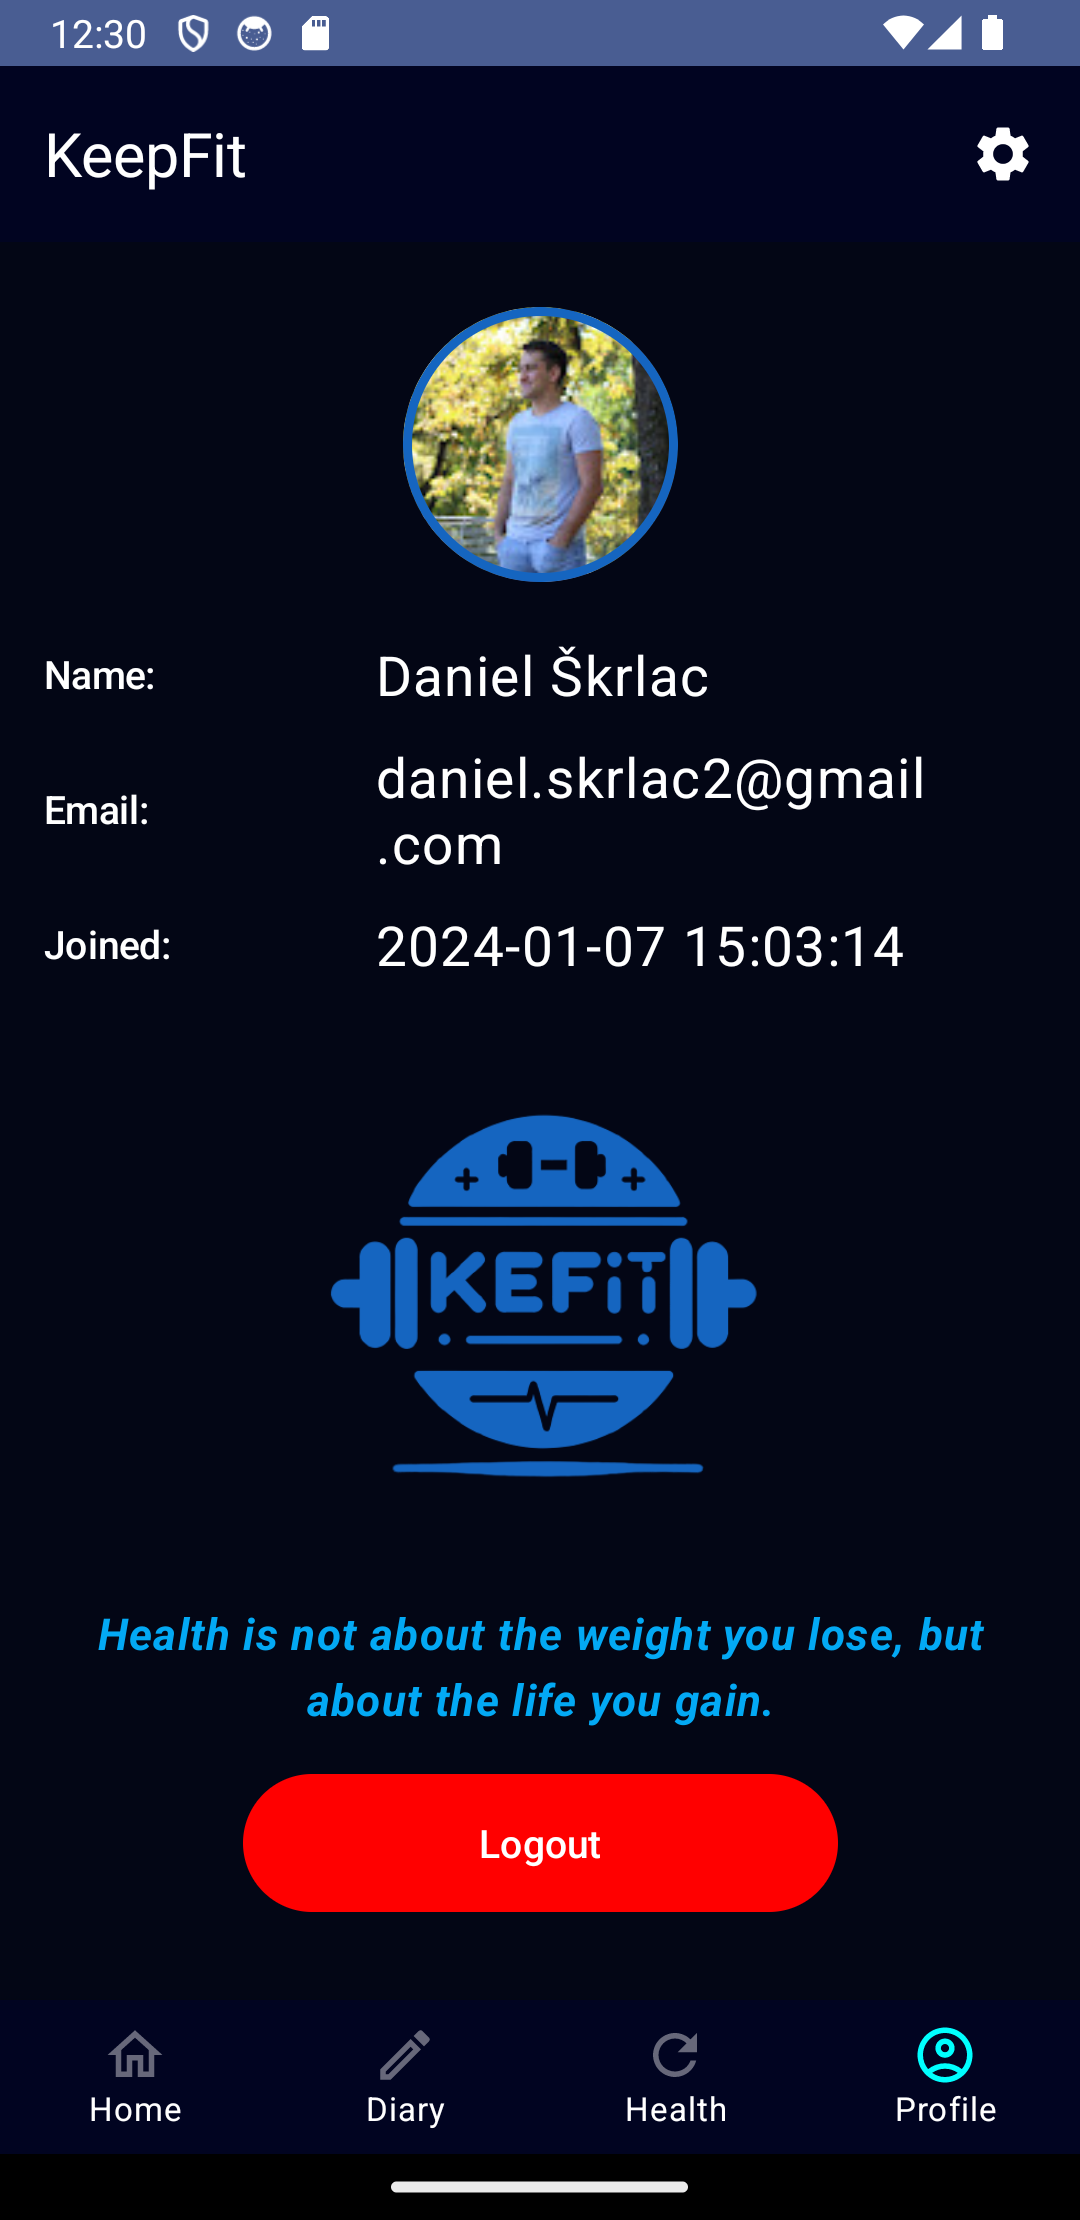 12:30
KeepFit
Name:
Daniel Škrlac
Email:
daniel.skrlac2@gmail
.com
Joined:
2024-01-07 15:03:14
KEFiT
Health is not about the weight you lose, but
about the life you gain.
Logout
Home
Diary
Health
Profile